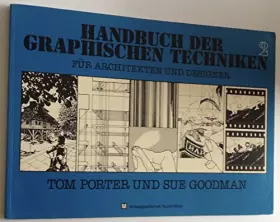 HANDBUCH DER
GRAPHISCHEN TECHNIKEN
2
FÜR ARCHITEKTEN UND DESIGNER
TOM PORTER UND SUE GOODMAN